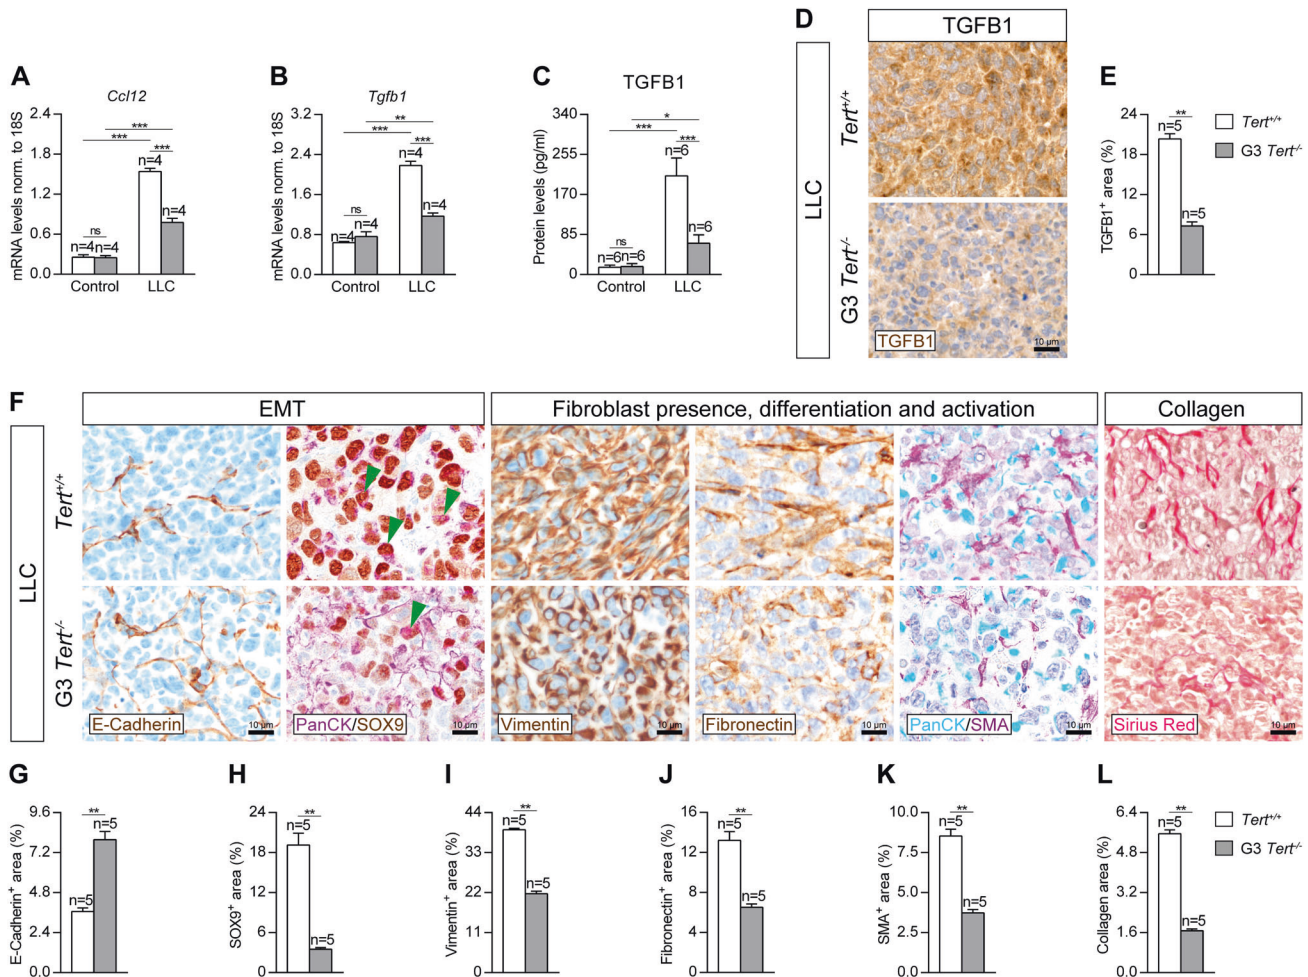 A
Ccl12
mRNA levels norm. to 18S
2.4
1.8
1.2
0.6
0.0
***
***
***
n=4
n=4
ns
n=4
n=4
Control
LLC
B
Tgfb1
mRNA levels norm. to 18S
3.2
2.4
1.6
0.8
0.0
**
***
***
n=4
n=4
ns
n=4
n=4
Control
LLC
C
TGFB1
Protein levels (pg/ml)
340
255
170
85
0
*
***
***
n=6
n=6
ns
n=6
n=6
Control
LLC
D
TGFB1
LLC
Tert+/+
G3 Tert-/-
TGFB1
10 µm
E
TGFB1+ area (%)
24
18
12
6
0
**
n=5
n=5
Tert+/+
G3 Tert-/-
F
EMT
Fibroblast presence, differentiation and activation
Collagen
LLC
Tert+/+
G3 Tert-/-
E-Cadherin
10 µm
PanCK/SOX9
10 µm
Vimentin
10 µm
Fibronectin
10 µm
PanCK/SMA
10 µm
Sirius Red
10 µm
G
E-Cadherin+ area (%)
9.6
7.2
4.8
2.4
0.0
**
n=5
n=5
H
SOX9+ area (%)
24
18
12
6
0
**
n=5
n=5
I
Vimentin+ area (%)
44
33
22
11
0
**
n=5
n=5
J
Fibronectin+ area (%)
16
12
8
4
0
**
n=5
n=5
K
SMA+ area (%)
10.0
7.5
5.0
2.5
0.0
**
n=5
n=5
L
Collagen area (%)
6.4
4.8
3.2
1.6
0.0
**
n=5
n=5
Tert+/+
G3 Tert-/-